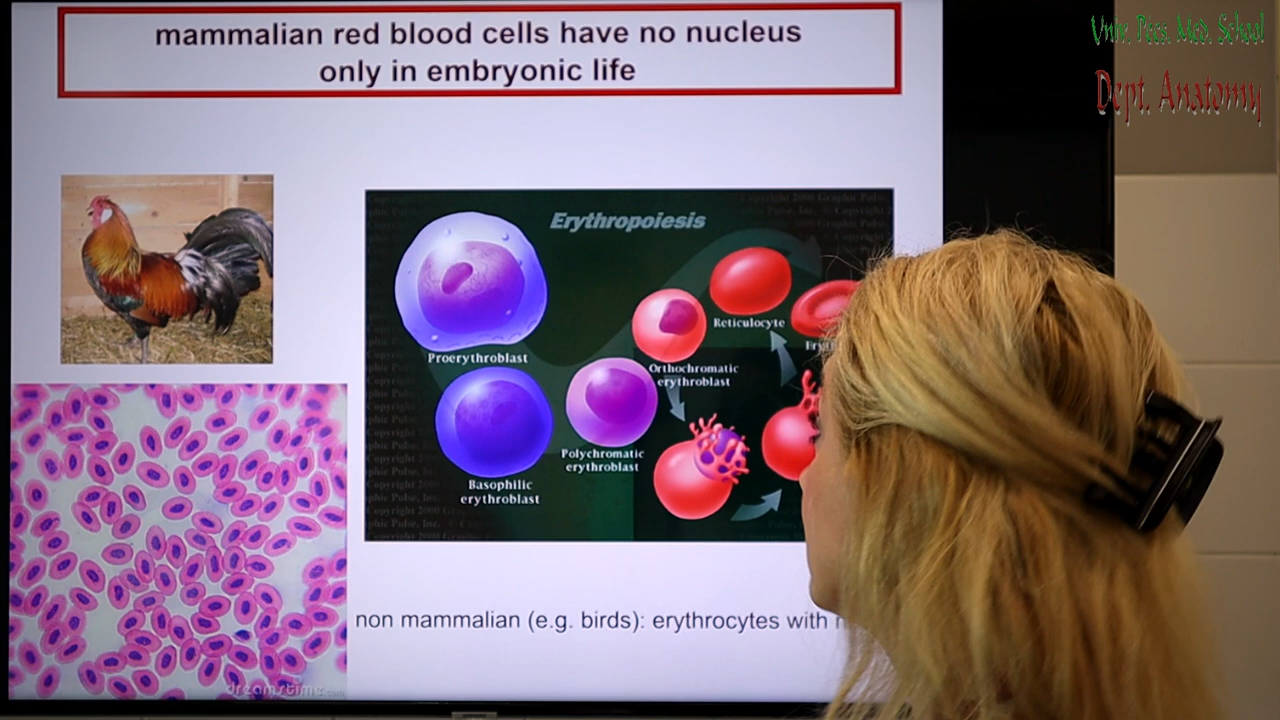 Univ. Pecs. Med. School
Dept. Anatomy
mammalian red blood cells have no nucleus
only in embryonic life
Erythropoiesis
Proerythroblast
Basophilic
erythroblast
Polychromatic
erythroblast
Orthochromatic
erythroblast
Reticulocyte
non mammalian (e.g. birds): erythrocytes with
dreamstime.com